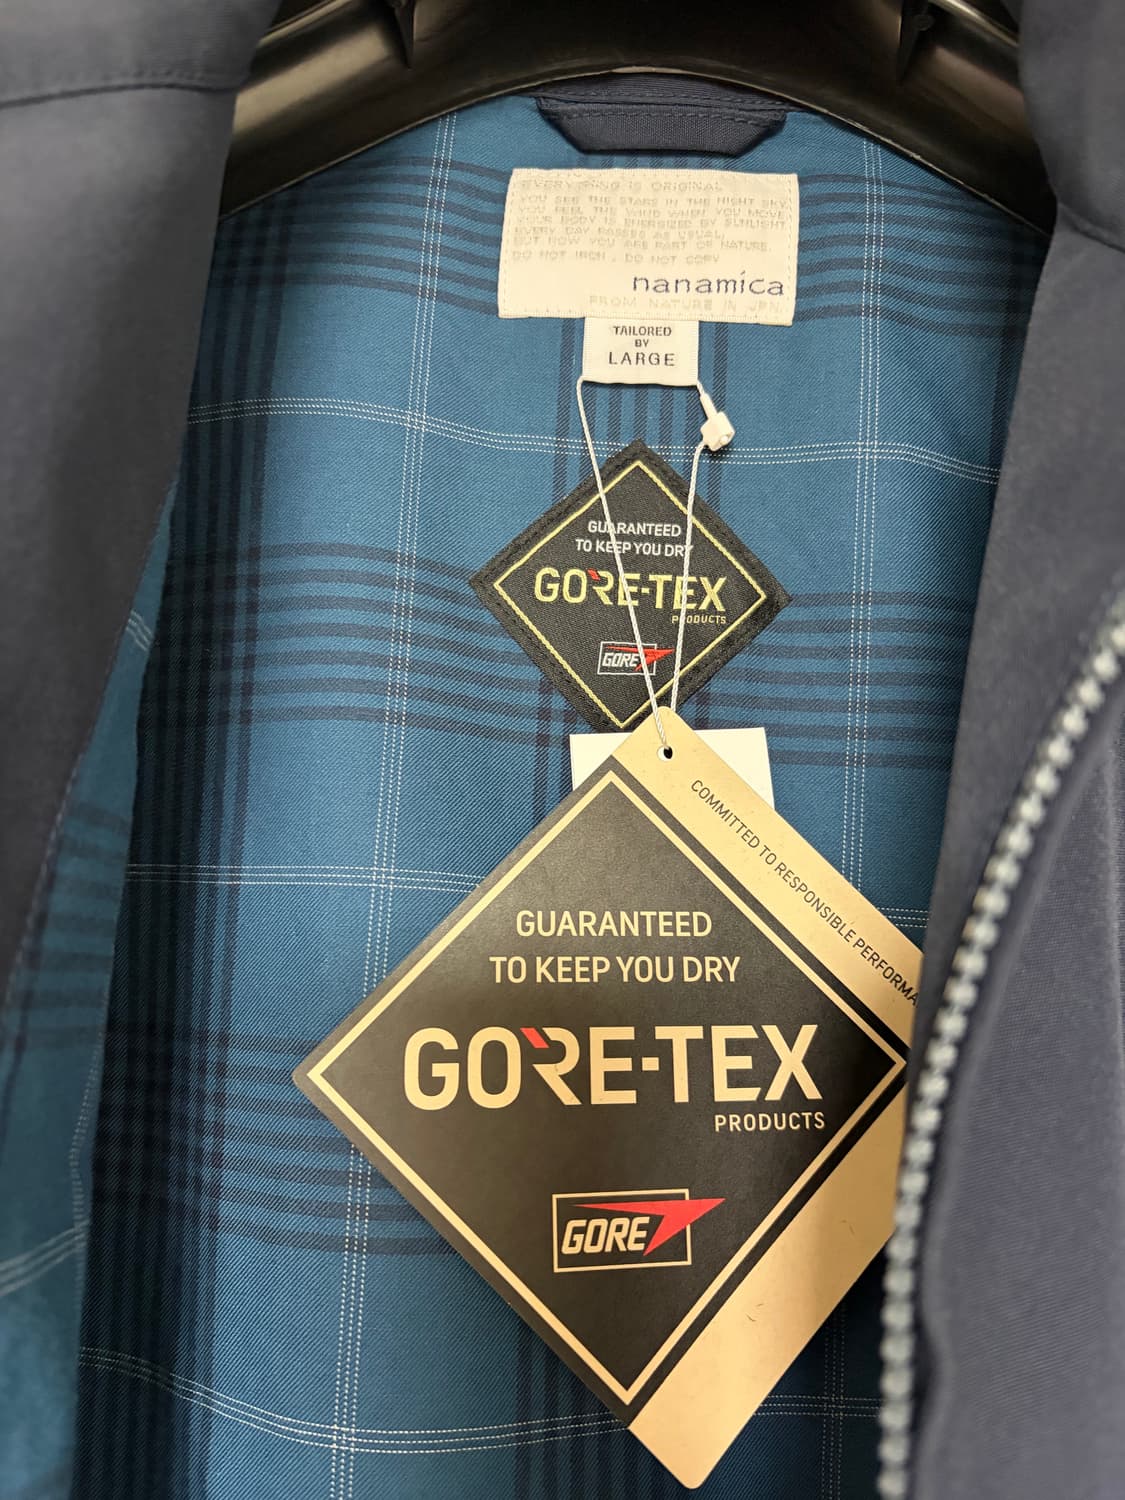 EVERYTHING IS ORIGINAL
YOU SEE THE STARS IN THE NIGHT SKY.
YOU FEEL THE WIND WHEN YOU MOVE.
YOUR BODY IS ENERGIZED BY SUNLIGHT.
EVERY DAY PASSES AS USUAL,
BUT NOW YOU ARE PART OF NATURE.
DO NOT IRON . DO NOT COPY
nanamica
FROM NATURE IN JPN.
TAILORED
BY
LARGE
GUARANTEED
TO KEEP YOU DRY
GORE-TEX
PRODUCTS
GORE
COMMITTED TO RESPONSIBLE PERFORMA
GUARANTEED
TO KEEP YOU DRY
GORE-TEX
PRODUCTS
GORE